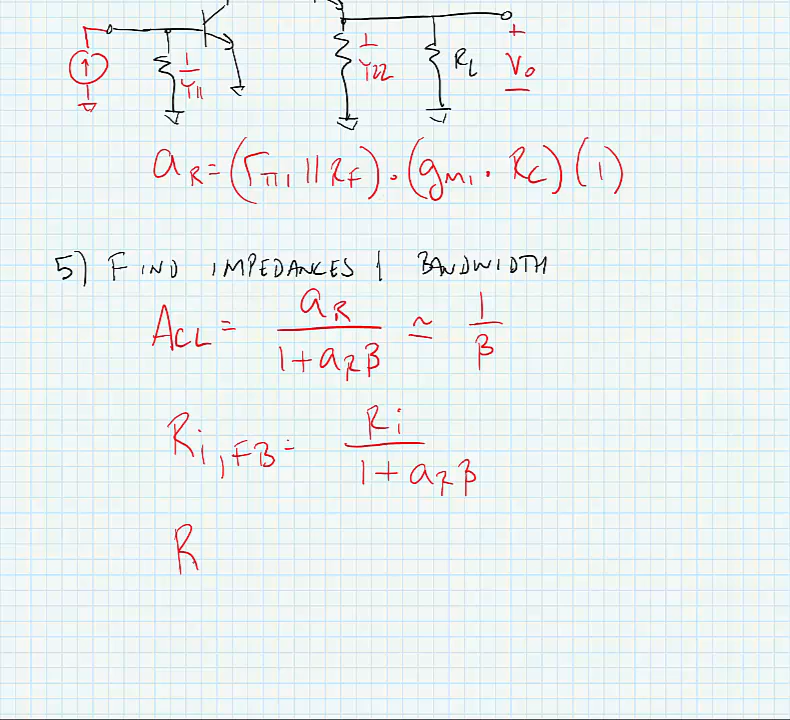 1/Y11 1/Y22 RL + Vo −
aR = (rπ1 || RF) · (gm1 · RC)(1)
5) FIND IMPEDANCES | BANDWIDTH
ACL = aR / (1 + aRβ) ≃ 1/β
Ri,FB = Ri / (1 + aRβ)
R